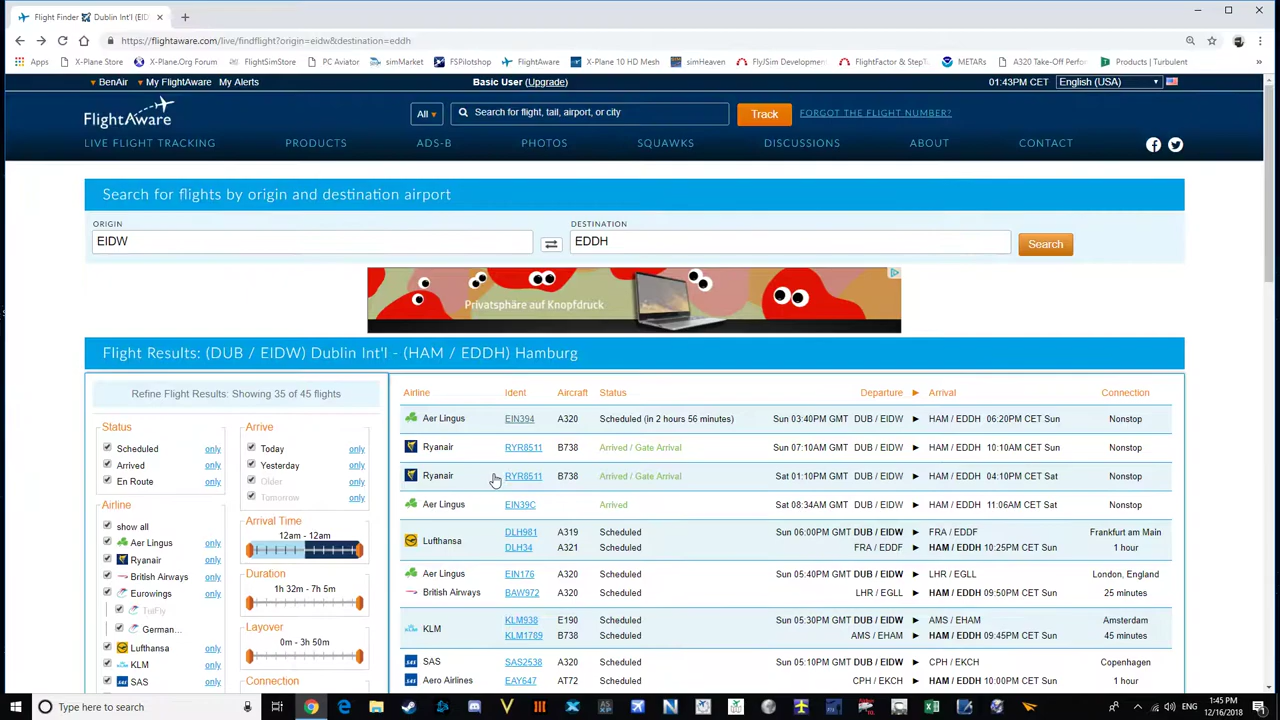 Flight Finder Dublin Int'l (EID
https://flightaware.com/live/findflight?origin=eidw&destination=eddh
Apps X-Plane Store X-Plane.Org Forum FlightSimStore PC Aviator simMarket FSPilotshop FlightAware X-Plane 10 HD Mesh simHeaven Fly/Sim Developmen FlightFactor & StepT METARs A320 Take-Off Perfo Products | Turbulent
BenAir My FlightAware My Alerts Basic User (Upgrade) 01:43PM CET English (USA)
FlightAware All Search for flight, tail, airport, or city Track FORGOT THE FLIGHT NUMBER?
LIVE FLIGHT TRACKING PRODUCTS ADS-B PHOTOS SQUAWKS DISCUSSIONS ABOUT CONTACT
Search for flights by origin and destination airport
ORIGIN DESTINATION
EIDW EDDH Search
Privatsphäre auf Knopfdruck
Flight Results: (DUB / EIDW) Dublin Int'l - (HAM / EDDH) Hamburg
Refine Flight Results: Showing 35 of 45 flights
Status
Scheduled only
Arrived only
En Route only
Airline
show all
Aer Lingus only
Ryanair only
British Airways only
Eurowings only
TuiFly
German...
Lufthansa only
KLM only
SAS only
Arrive
Today only
Yesterday only
Older only
Tomorrow only
Arrival Time
12am - 12am
Duration
1h 32m - 7h 5m
Layover
0m - 3h 50m
Connection
Airline Ident Aircraft Status Departure ► Arrival Connection
Aer Lingus EIN394 A320 Scheduled (in 2 hours 56 minutes) Sun 03:40PM GMT DUB / EIDW ► HAM / EDDH 06:20PM CET Sun Nonstop
Ryanair RYR8511 B738 Arrived / Gate Arrival Sun 07:10AM GMT DUB / EIDW ► HAM / EDDH 10:10AM CET Sun Nonstop
Ryanair RYR8511 B738 Arrived / Gate Arrival Sat 01:10PM GMT DUB / EIDW ► HAM / EDDH 04:10PM CET Sat Nonstop
Aer Lingus EIN39C A320 Arrived Sat 08:34AM GMT DUB / EIDW ► HAM / EDDH 11:06AM CET Sat Nonstop
Lufthansa
DLH981 A319 Scheduled Sun 06:00PM GMT DUB / EIDW ► FRA / EDDF Frankfurt am Main
DLH34 A321 Scheduled FRA / EDDF ► HAM / EDDH 10:25PM CET Sun 1 hour
Aer Lingus EIN176 A320 Scheduled Sun 05:40PM GMT DUB / EIDW ► LHR / EGLL London, England
British Airways BAW972 A320 Scheduled LHR / EGLL ► HAM / EDDH 09:50PM CET Sun 25 minutes
KLM
KLM938 E190 Scheduled Sun 05:30PM GMT DUB / EIDW ► AMS / EHAM Amsterdam
KLM1789 B738 Scheduled AMS / EHAM ► HAM / EDDH 09:45PM CET Sun 45 minutes
SAS SAS2538 A320 Scheduled Sun 05:10PM GMT DUB / EIDW ► CPH / EKCH Copenhagen
Aero Airlines EAY647 AT72 Scheduled CPH / EKCH ► HAM / EDDH 10:00PM CET Sun 1 hour
Type here to search
1:45 PM
12/16/2018